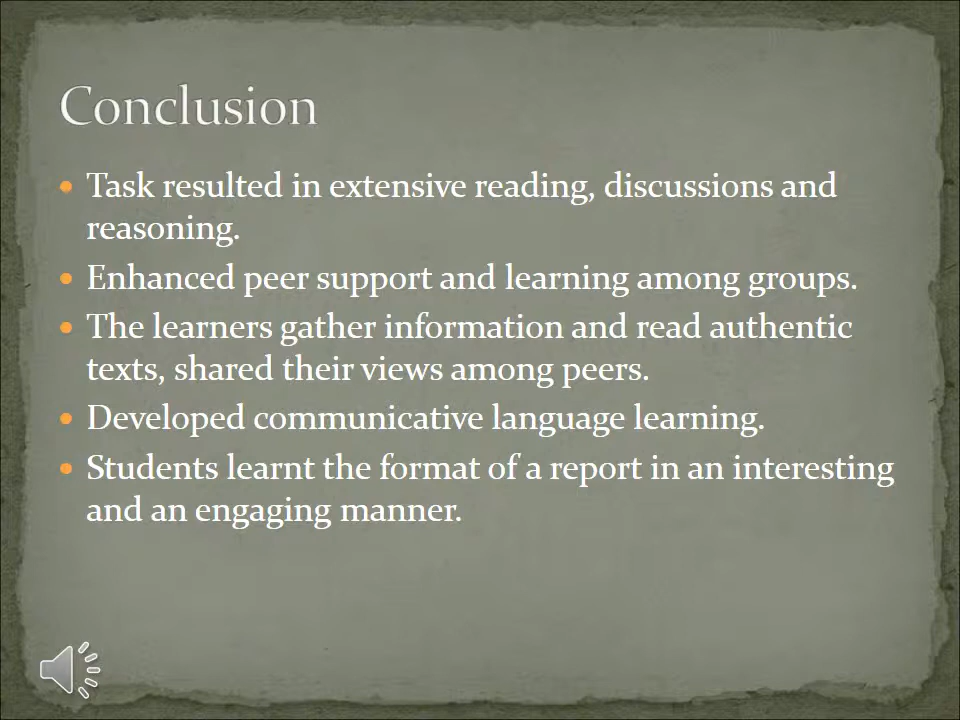 Conclusion
• Task resulted in extensive reading, discussions and
reasoning.
• Enhanced peer support and learning among groups.
• The learners gather information and read authentic
texts, shared their views among peers.
• Developed communicative language learning.
• Students learnt the format of a report in an interesting
and an engaging manner.